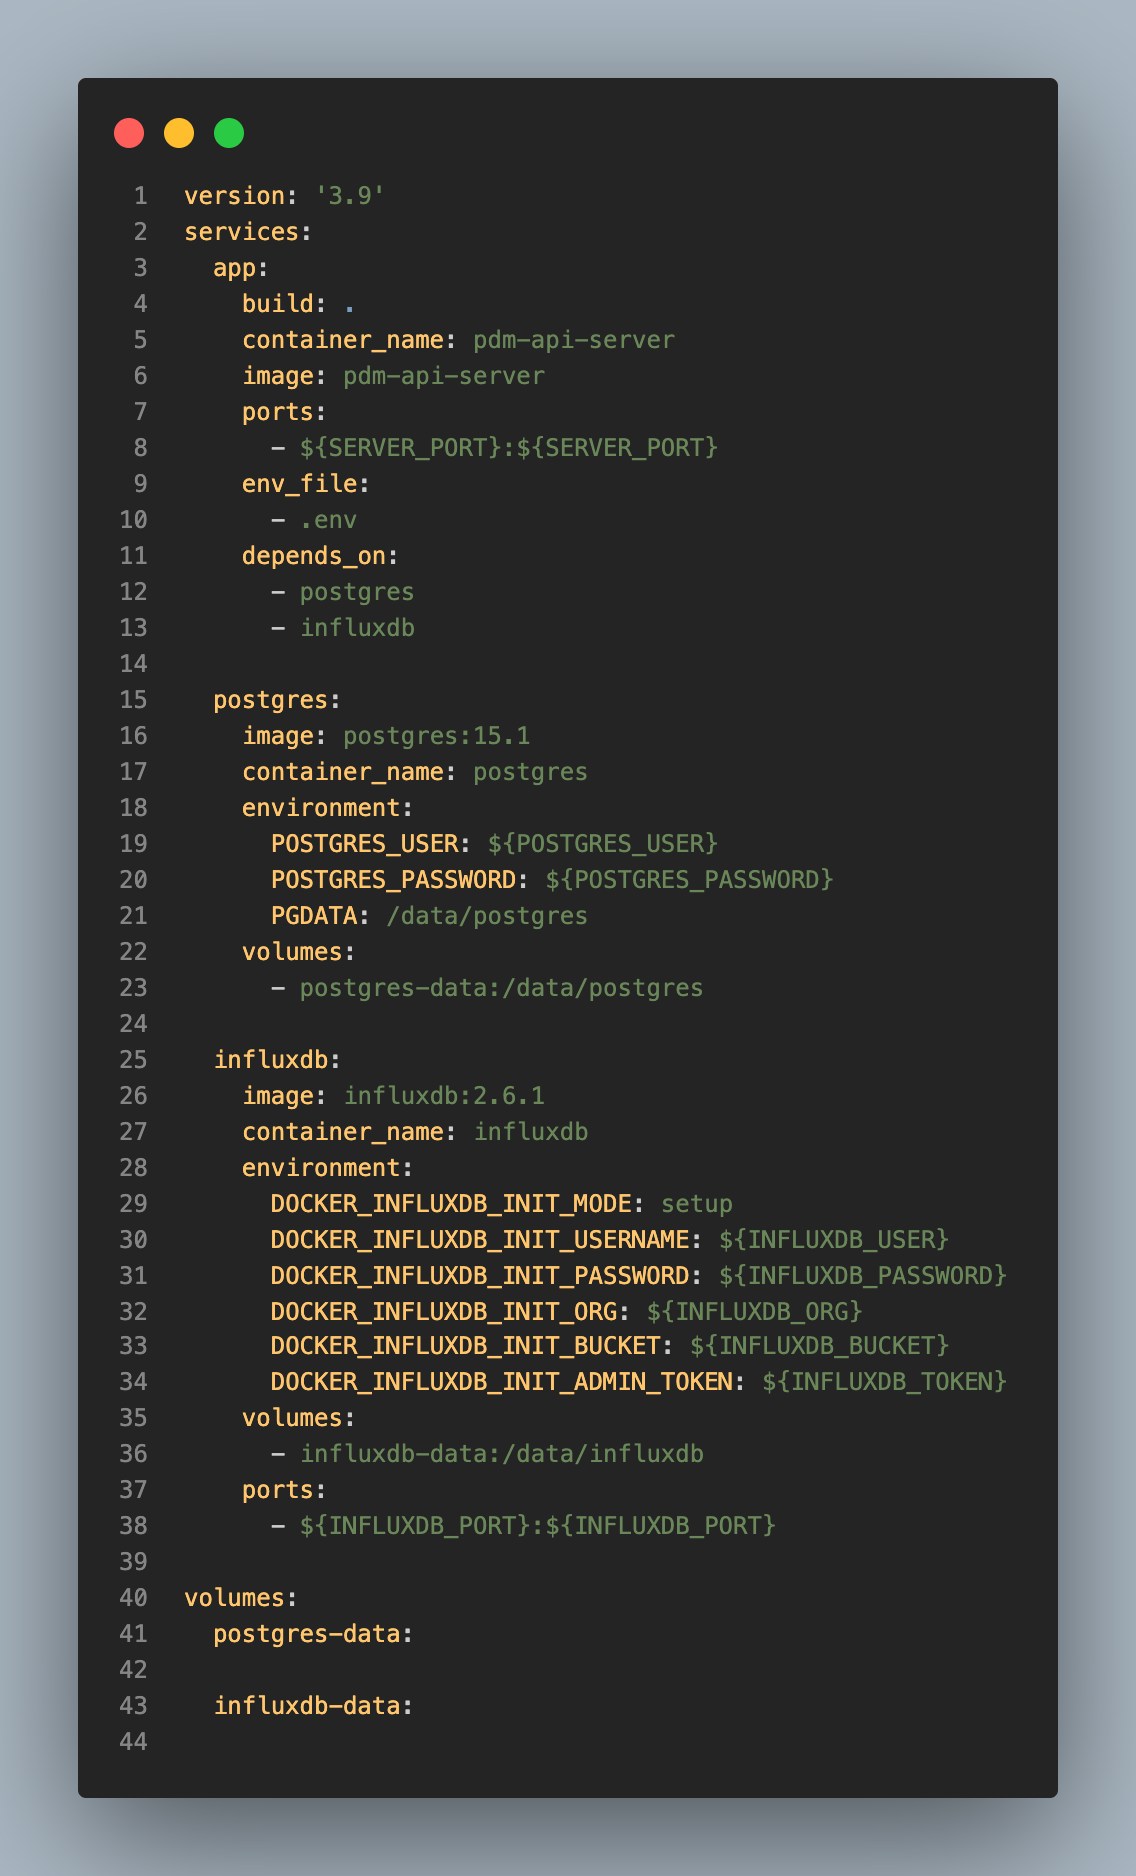 1 version: '3.9'
2 services:
3   app:
4     build: .
5     container_name: pdm-api-server
6     image: pdm-api-server
7     ports:
8       - ${SERVER_PORT}:${SERVER_PORT}
9     env_file:
10       - .env
11     depends_on:
12       - postgres
13       - influxdb
14
15   postgres:
16     image: postgres:15.1
17     container_name: postgres
18     environment:
19       POSTGRES_USER: ${POSTGRES_USER}
20       POSTGRES_PASSWORD: ${POSTGRES_PASSWORD}
21       PGDATA: /data/postgres
22     volumes:
23       - postgres-data:/data/postgres
24
25   influxdb:
26     image: influxdb:2.6.1
27     container_name: influxdb
28     environment:
29       DOCKER_INFLUXDB_INIT_MODE: setup
30       DOCKER_INFLUXDB_INIT_USERNAME: ${INFLUXDB_USER}
31       DOCKER_INFLUXDB_INIT_PASSWORD: ${INFLUXDB_PASSWORD}
32       DOCKER_INFLUXDB_INIT_ORG: ${INFLUXDB_ORG}
33       DOCKER_INFLUXDB_INIT_BUCKET: ${INFLUXDB_BUCKET}
34       DOCKER_INFLUXDB_INIT_ADMIN_TOKEN: ${INFLUXDB_TOKEN}
35     volumes:
36       - influxdb-data:/data/influxdb
37     ports:
38       - ${INFLUXDB_PORT}:${INFLUXDB_PORT}
39
40 volumes:
41   postgres-data:
42
43   influxdb-data:
44